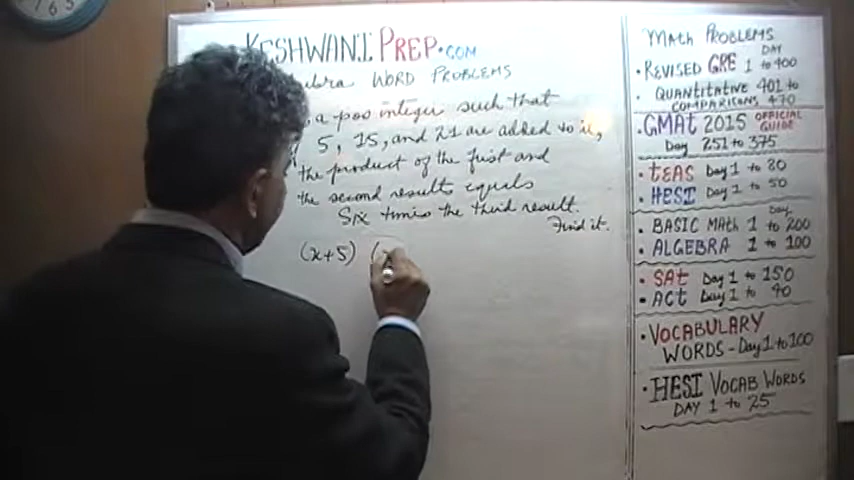 KESHWANI PREP.COM
WORD PROBLEMS
a pos integer such that
5, 15, and 21 are added to it,
the product of the first and
the second results equals
Six times the third result.
Find it.
(x+5) (
MATH PROBLEMS
DAY
• REVISED GRE 1 to 400
• QUANTITATIVE 401 to
COMPARISONS 470
• GMAT 2015 OFFICIAL
GUIDE
Day 251 to 375
• TEAS Day 1 to 80
• HESI Day 1 to 50
Day
• BASIC MATH 1 to 200
• ALGEBRA 1 to 100
• SAT Day 1 to 150
• ACT Day 1 to 90
• VOCABULARY
WORDS - Day 1 to 100
• HESI VOCAB WORDS
DAY 1 to 25